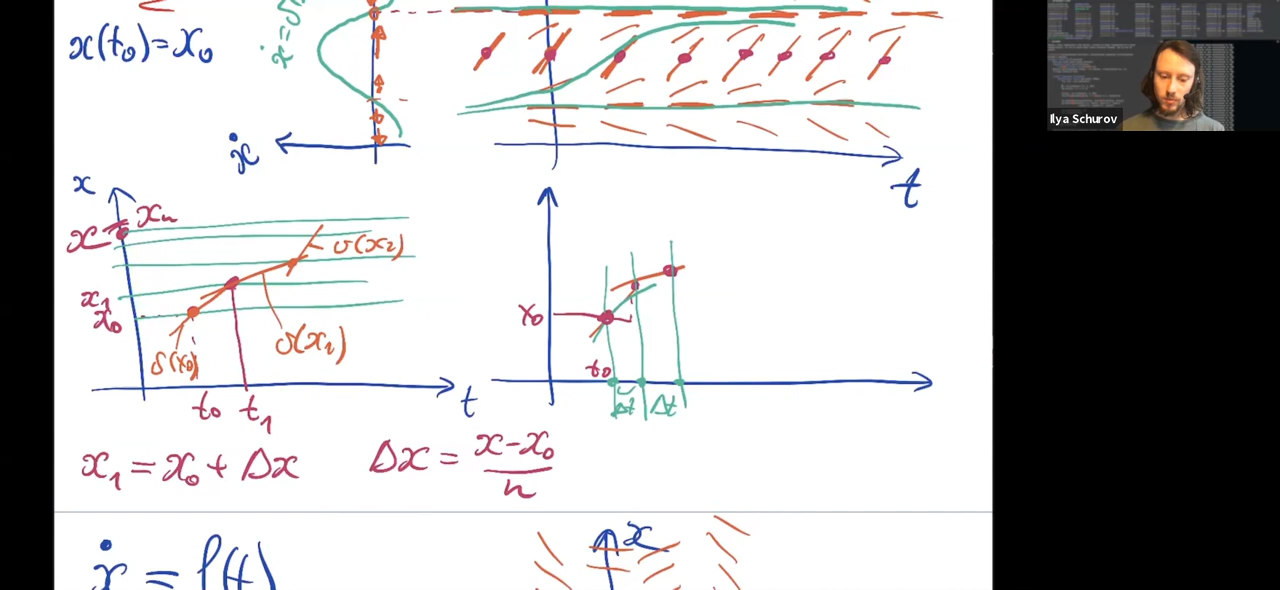 x(t₀)=x₀
ẋ = v
ẋ
t
Ilya Schurov
x
x xₙ
x₁
x₀
v(x₂)
v(x₀)
v(x₁)
t₀ t₁
t
x₀
t₀
Δt Δt
x₁ = x₀ + Δx
Δx = (x-x₀)/n
ẋ = f(t)
x